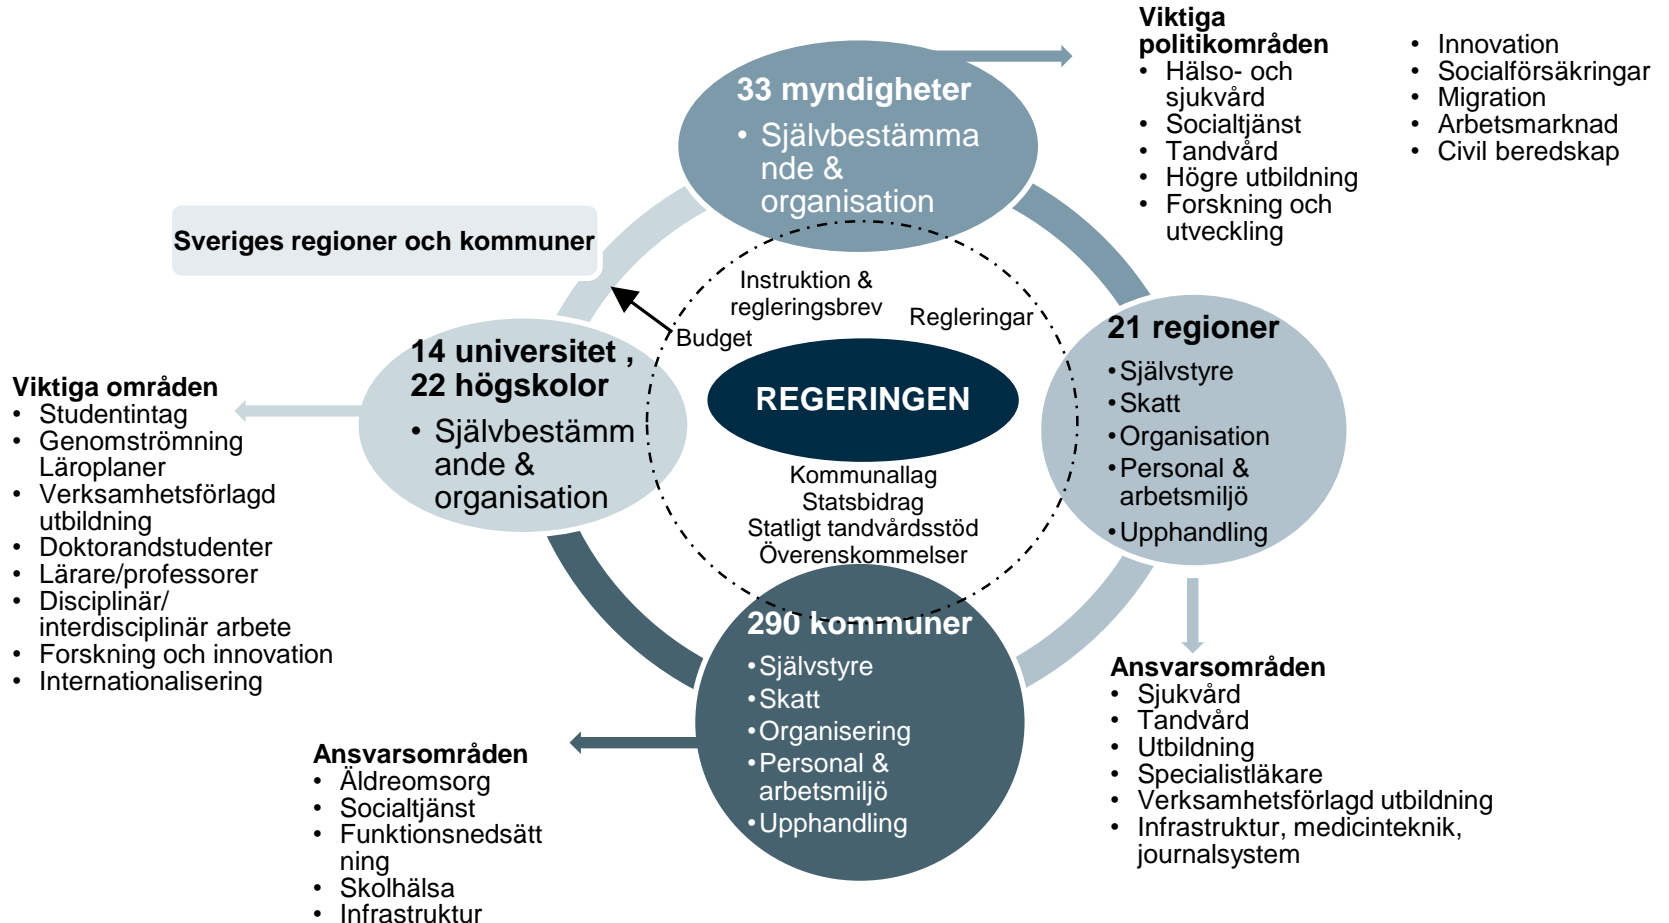 Viktiga
politikområden
• Hälso- och
sjukvård
• Socialtjänst
• Tandvård
• Högre utbildning
• Forskning och
utveckling
• Innovation
• Socialförsäkringar
• Migration
• Arbetsmarknad
• Civil beredskap
33 myndigheter
• Självbestämma
nde &
organisation
Sveriges regioner och kommuner
Instruktion &
regleringsbrev
Regleringar
Budget
REGERINGEN
Kommunallag
Statsbidrag
Statligt tandvårdsstöd
Överenskommelser
14 universitet ,
22 högskolor
• Självbestämm
ande &
organisation
Viktiga områden
• Studentintag
• Genomströmning
Läroplaner
• Verksamhetsförlagd
utbildning
• Doktorandstudenter
• Lärare/professorer
• Disciplinär/
interdisciplinär arbete
• Forskning och innovation
• Internationalisering
21 regioner
• Självstyre
• Skatt
• Organisation
• Personal &
arbetsmiljö
• Upphandling
290 kommuner
• Självstyre
• Skatt
• Organisering
• Personal &
arbetsmiljö
• Upphandling
Ansvarsområden
• Äldreomsorg
• Socialtjänst
• Funktionsnedsätt
ning
• Skolhälsa
• Infrastruktur
Ansvarsområden
• Sjukvård
• Tandvård
• Utbildning
• Specialistläkare
• Verksamhetsförlagd utbildning
• Infrastruktur, medicinteknik,
journalsystem